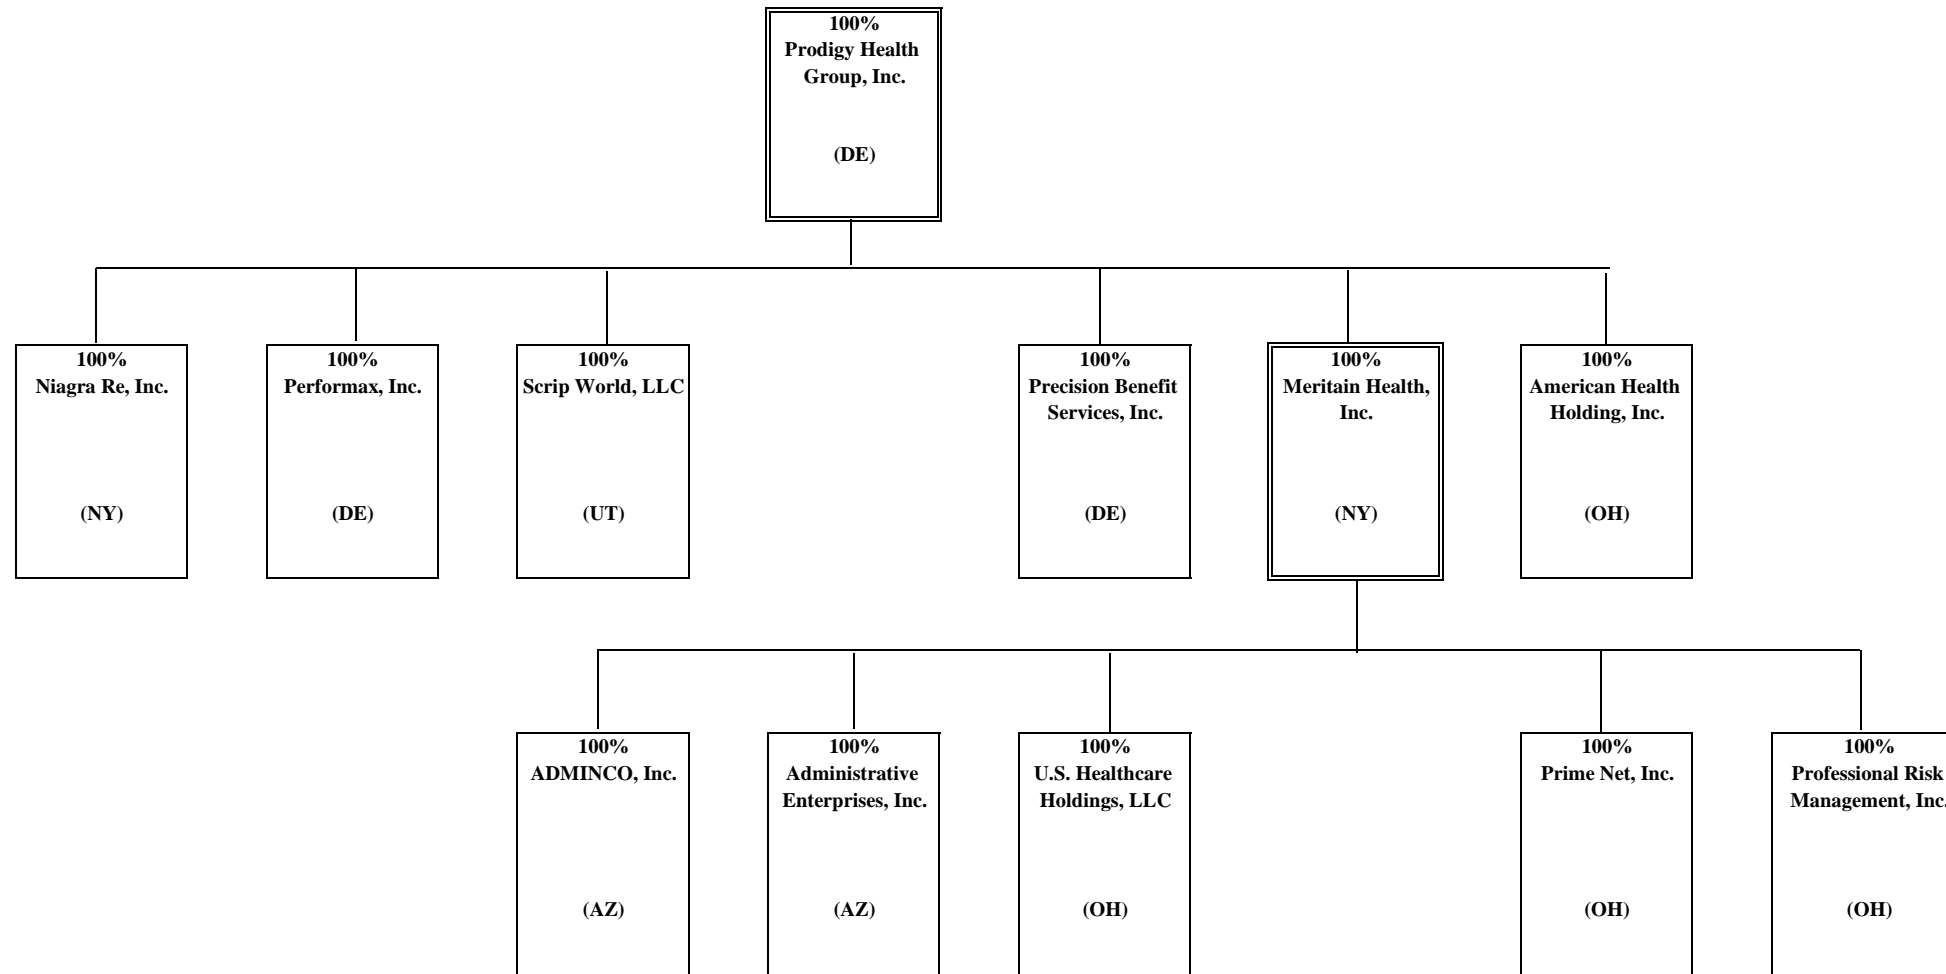 100%
Prodigy Health
Group, Inc.
(DE)
100%
Niagra Re, Inc.
(NY)
100%
Performax, Inc.
(DE)
100%
Scrip World, LLC
(UT)
100%
Precision Benefit
Services, Inc.
(DE)
100%
Meritain Health,
Inc.
(NY)
100%
American Health
Holding, Inc.
(OH)
100%
ADMINCO, Inc.
(AZ)
100%
Administrative
Enterprises, Inc.
(AZ)
100%
U.S. Healthcare
Holdings, LLC
(OH)
100%
Prime Net, Inc.
(OH)
100%
Professional Risk
Management, Inc.
(OH)